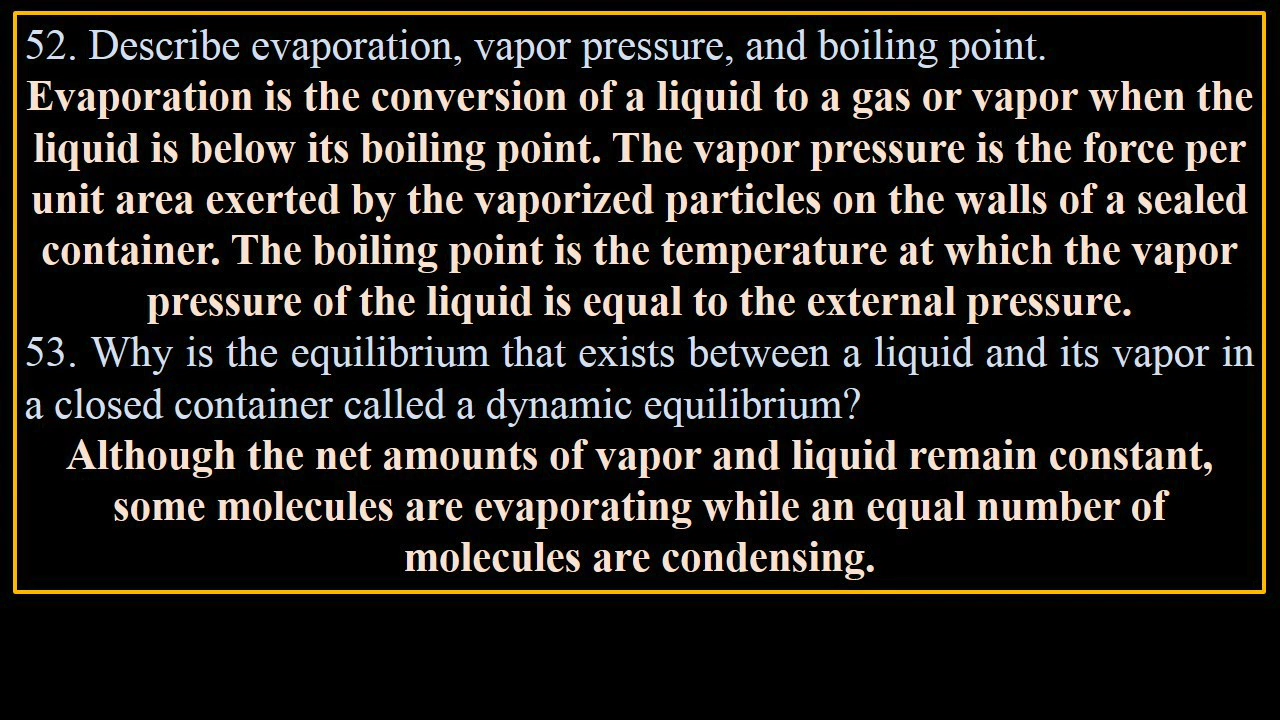 52. Describe evaporation, vapor pressure, and boiling point.
Evaporation is the conversion of a liquid to a gas or vapor when the
liquid is below its boiling point. The vapor pressure is the force per
unit area exerted by the vaporized particles on the walls of a sealed
container. The boiling point is the temperature at which the vapor
pressure of the liquid is equal to the external pressure.
53. Why is the equilibrium that exists between a liquid and its vapor in
a closed container called a dynamic equilibrium?
Although the net amounts of vapor and liquid remain constant,
some molecules are evaporating while an equal number of
molecules are condensing.